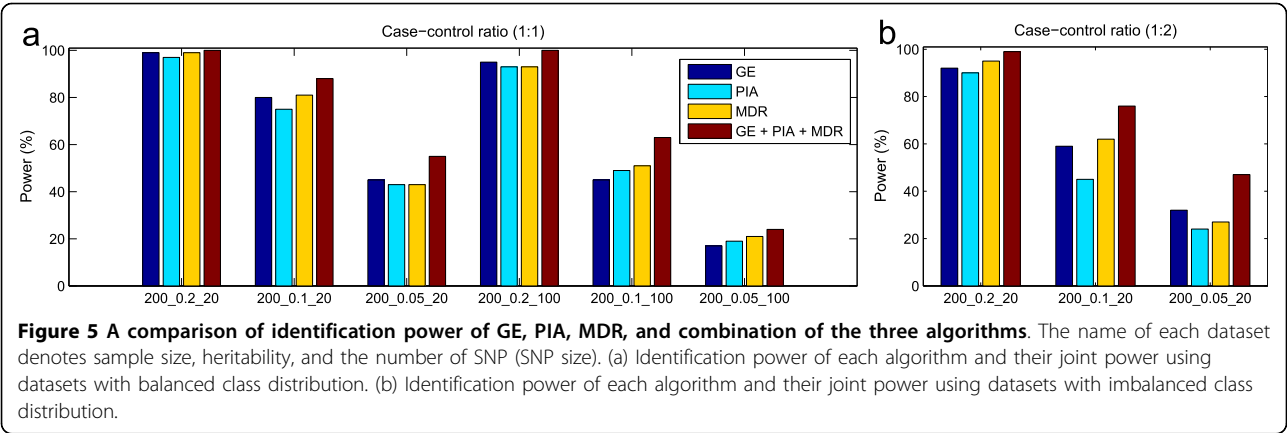 a
Case−control ratio (1:1)
100
80
60
40
20
0
Power (%)
GE
PIA
MDR
GE + PIA + MDR
200_0.2_20 200_0.1_20 200_0.05_20 200_0.2_100 200_0.1_100 200_0.05_100
b
Case−control ratio (1:2)
100
80
60
40
20
0
Power (%)
200_0.2_20 200_0.1_20 200_0.05_20
Figure 5 A comparison of identification power of GE, PIA, MDR, and combination of the three algorithms. The name of each dataset
denotes sample size, heritability, and the number of SNP (SNP size). (a) Identification power of each algorithm and their joint power using
datasets with balanced class distribution. (b) Identification power of each algorithm and their joint power using datasets with imbalanced class
distribution.